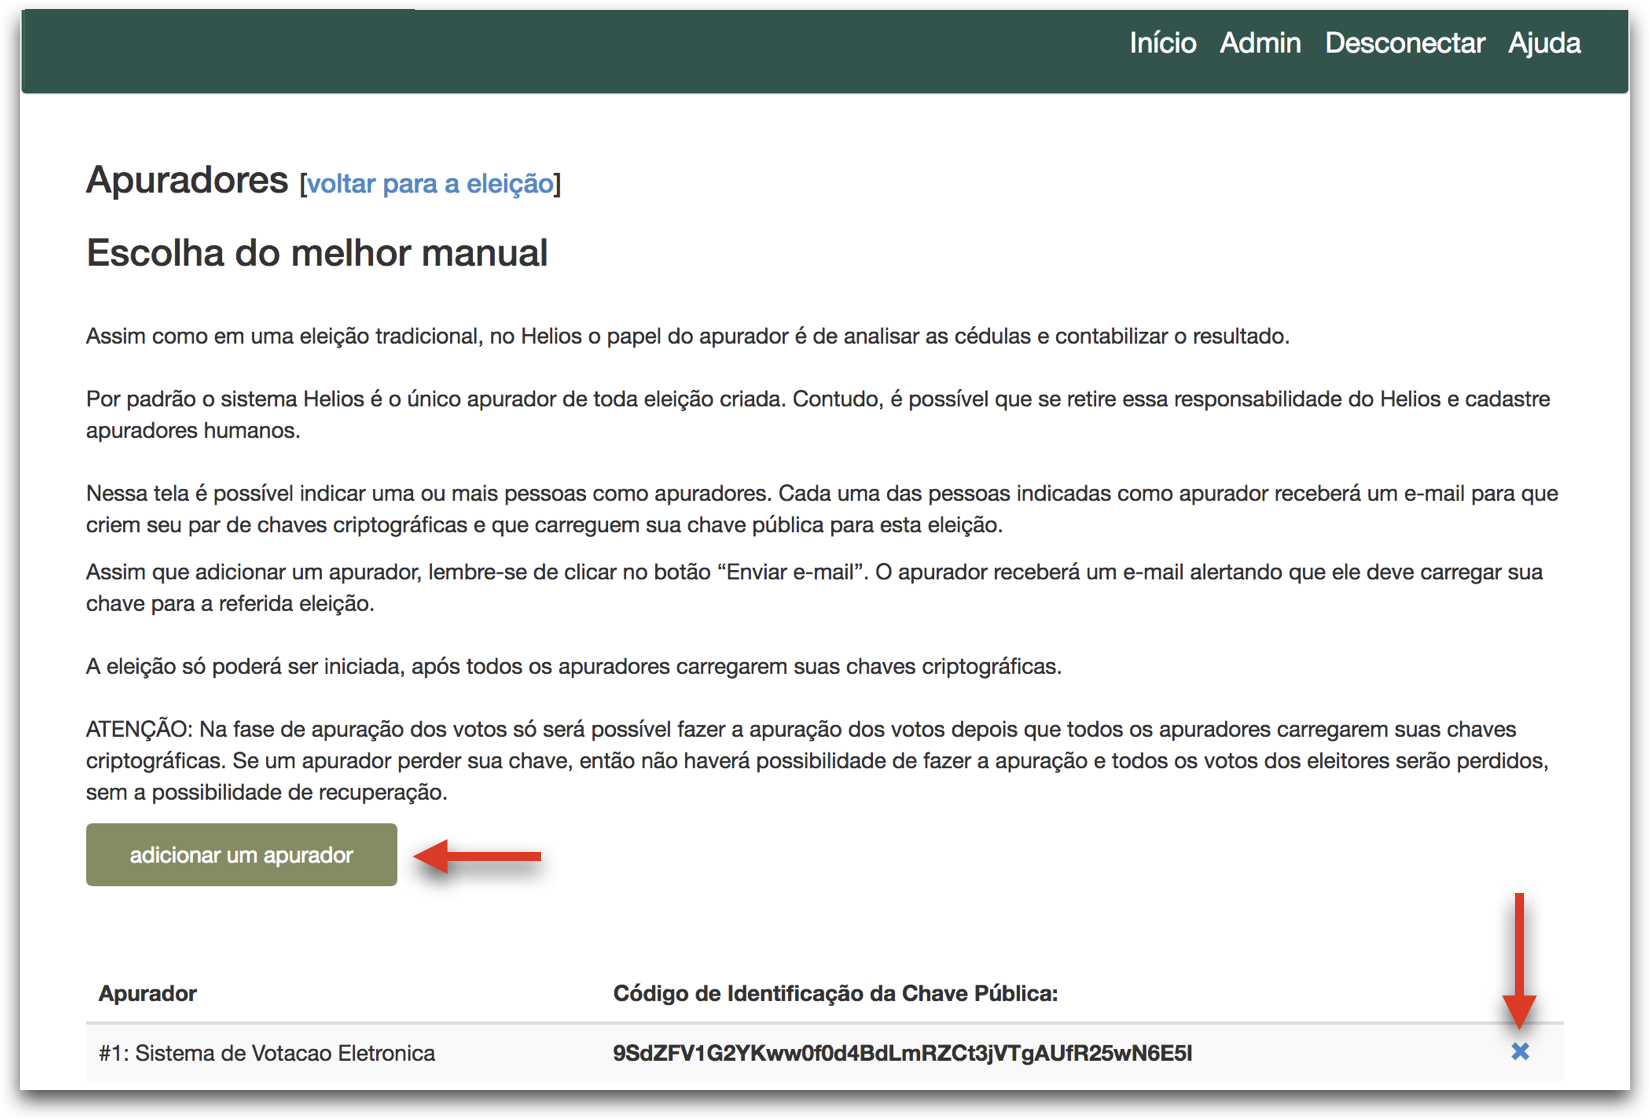 Início Admin Desconectar Ajuda
Apuradores [voltar para a eleição]
Escolha do melhor manual
Assim como em uma eleição tradicional, no Helios o papel do apurador é de analisar as cédulas e contabilizar o resultado.
Por padrão o sistema Helios é o único apurador de toda eleição criada. Contudo, é possível que se retire essa responsabilidade do Helios e cadastre
apuradores humanos.
Nessa tela é possível indicar uma ou mais pessoas como apuradores. Cada uma das pessoas indicadas como apurador receberá um e-mail para que
criem seu par de chaves criptográficas e que carreguem sua chave pública para esta eleição.
Assim que adicionar um apurador, lembre-se de clicar no botão “Enviar e-mail”. O apurador receberá um e-mail alertando que ele deve carregar sua
chave para a referida eleição.
A eleição só poderá ser iniciada, após todos os apuradores carregarem suas chaves criptográficas.
ATENÇÃO: Na fase de apuração dos votos só será possível fazer a apuração dos votos depois que todos os apuradores carregarem suas chaves
criptográficas. Se um apurador perder sua chave, então não haverá possibilidade de fazer a apuração e todos os votos dos eleitores serão perdidos,
sem a possibilidade de recuperação.
adicionar um apurador
Apurador Código de Identificação da Chave Pública:
#1: Sistema de Votacao Eletronica 9SdZFV1G2YKww0f0d4BdLmRZCt3jVTgAUfR25wN6E5I